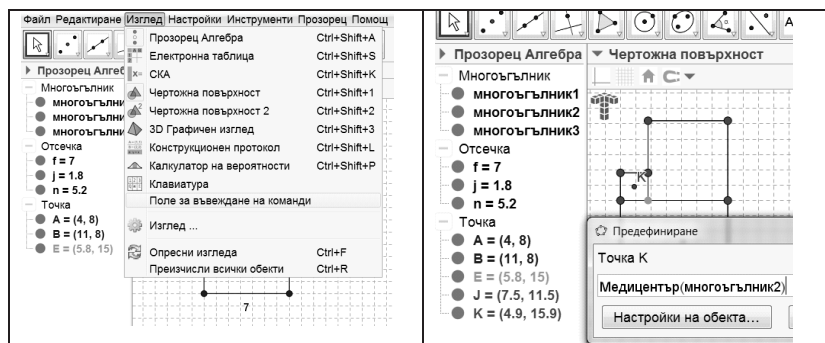 Файл Редактиране Изглед Настройки Инструменти Прозорец Помощ
Прозорец Алгебра Ctrl+Shift+A
Електронна таблица Ctrl+Shift+S
x= СКА Ctrl+Shift+K
Чертожна повърхност Ctrl+Shift+1
Чертожна повърхност 2 Ctrl+Shift+2
3D Графичен изглед Ctrl+Shift+3
Конструкционен протокол Ctrl+Shift+L
Калкулатор на вероятности Ctrl+Shift+P
Клавиатура
Поле за въвеждане на команди
Изглед ...
Опресни изгледа Ctrl+F
Преизчисли всички обекти Ctrl+R
Прозорец Алгеб
Многоъгълник
многоъгълни
многоъгълни
многоъгълни
Отсечка
f = 7
j = 1.8
n = 5.2
Точка
A = (4, 8)
B = (11, 8)
E = (5.8, 15)
7
A
Прозорец Алгебра
Чертожна повърхност
Многоъгълник
многоъгълник1
многоъгълник2
многоъгълник3
Отсечка
f = 7
j = 1.8
n = 5.2
Точка
A = (4, 8)
B = (11, 8)
E = (5.8, 15)
J = (7.5, 11.5)
K = (4.9, 15.9)
K
Предефиниране
Точка K
Медицентър(многоъгълник2)
Настройки на обекта...